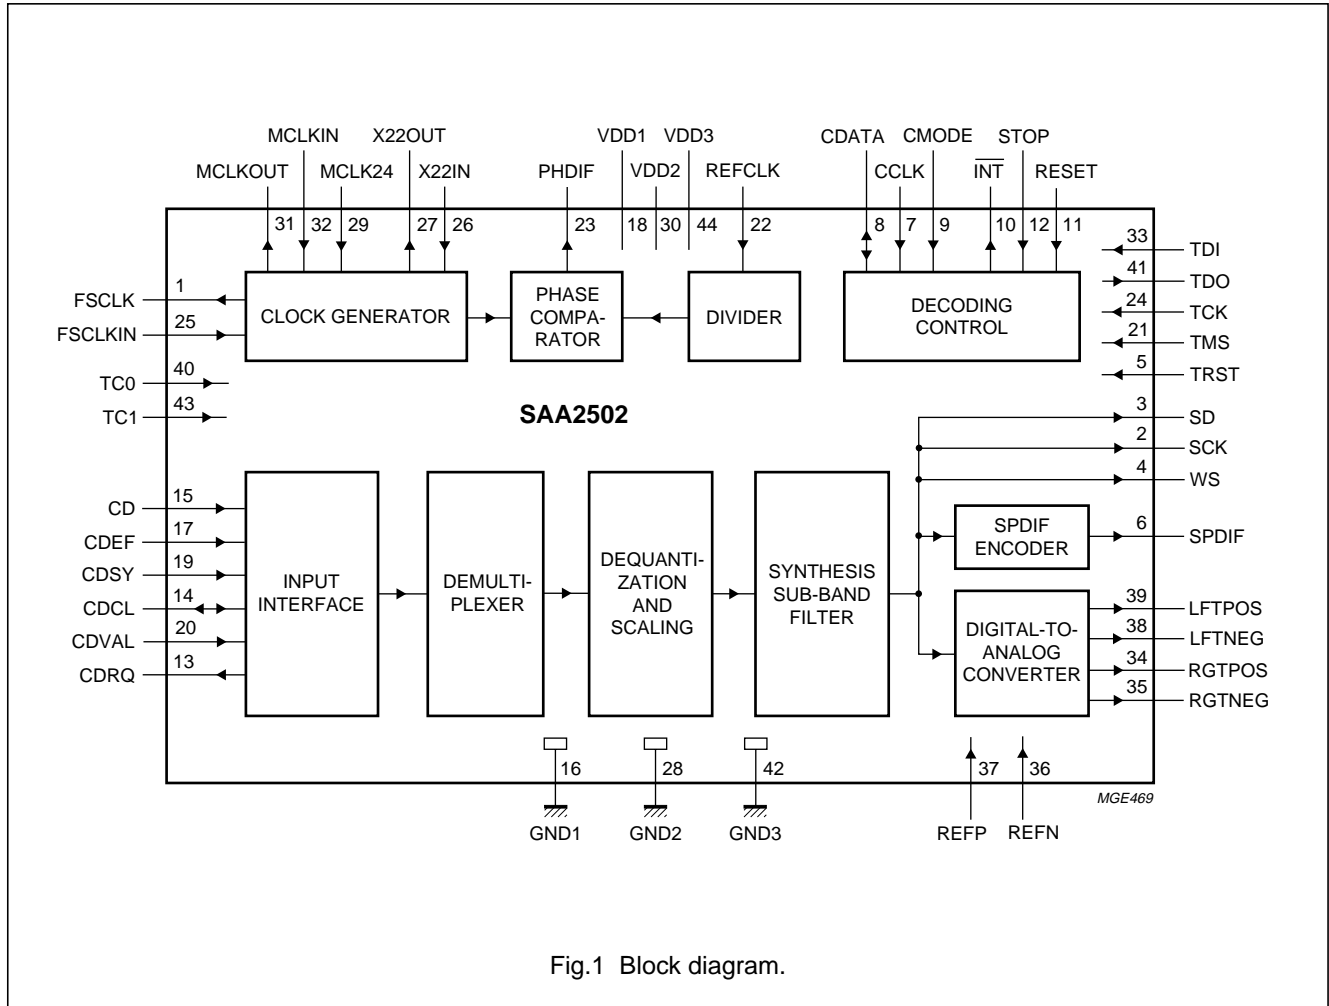 MCLKIN X22OUT VDD1 VDD3 CDATA CMODE STOP
MCLKOUT MCLK24 X22IN PHDIF VDD2 REFCLK CCLK INT RESET
31 32 29 27 26 23 18 30 44 22 8 7 9 10 12 11
33 TDI
41 TDO
24 TCK
21 TMS
5 TRST
FSCLK 1
FSCLKIN 25
TC0 40
TC1 43
CLOCK GENERATOR
PHASE
COMPA-
RATOR
DIVIDER
DECODING
CONTROL
SAA2502
3 SD
2 SCK
4 WS
6 SPDIF
39 LFTPOS
38 LFTNEG
34 RGTPOS
35 RGTNEG
CD 15
CDEF 17
CDSY 19
CDCL 14
CDVAL 20
CDRQ 13
INPUT
INTERFACE
DEMULTI-
PLEXER
DEQUANTI-
ZATION
AND
SCALING
SYNTHESIS
SUB-BAND
FILTER
SPDIF
ENCODER
DIGITAL-TO-
ANALOG
CONVERTER
16 28 42 37 36
MGE469
GND1 GND2 GND3 REFP REFN
Fig.1 Block diagram.